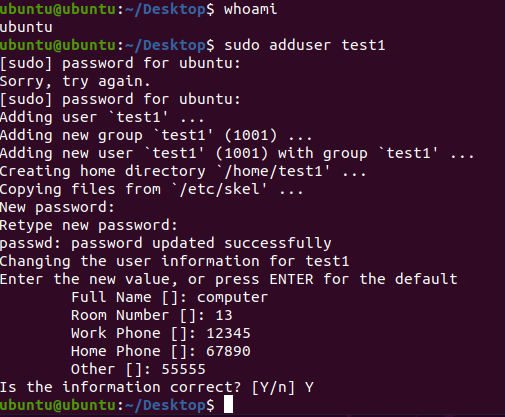 ubuntu@ubuntu:~/Desktop$ whoami
ubuntu
ubuntu@ubuntu:~/Desktop$ sudo adduser test1
[sudo] password for ubuntu:
Sorry, try again.
[sudo] password for ubuntu:
Adding user `test1' ...
Adding new group `test1' (1001) ...
Adding new user `test1' (1001) with group `test1' ...
Creating home directory `/home/test1' ...
Copying files from `/etc/skel' ...
New password:
Retype new password:
passwd: password updated successfully
Changing the user information for test1
Enter the new value, or press ENTER for the default
        Full Name []: computer
        Room Number []: 13
        Work Phone []: 12345
        Home Phone []: 67890
        Other []: 55555
Is the information correct? [Y/n] Y
ubuntu@ubuntu:~/Desktop$